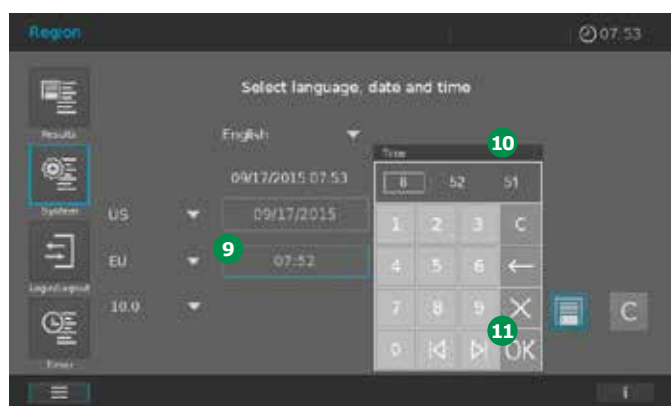 Region
07:53
Select language, date and time
Results
English
10
Time
09/17/2015 07:53
8 52 51
System
US
09/17/2015
1 2 3 C
9
EU
07:52
4 5 6 ←
Login/Logout
10.0
7 8 9 X
C
11
0 OK
Timer
i